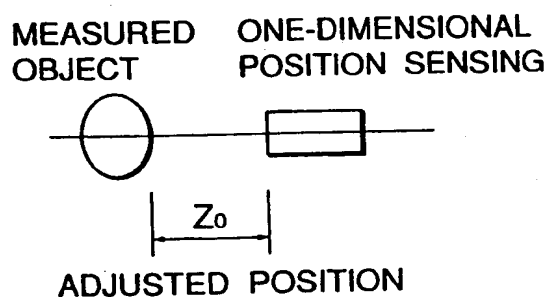 MEASURED OBJECT
ONE-DIMENSIONAL POSITION SENSING
Z0
ADJUSTED POSITION